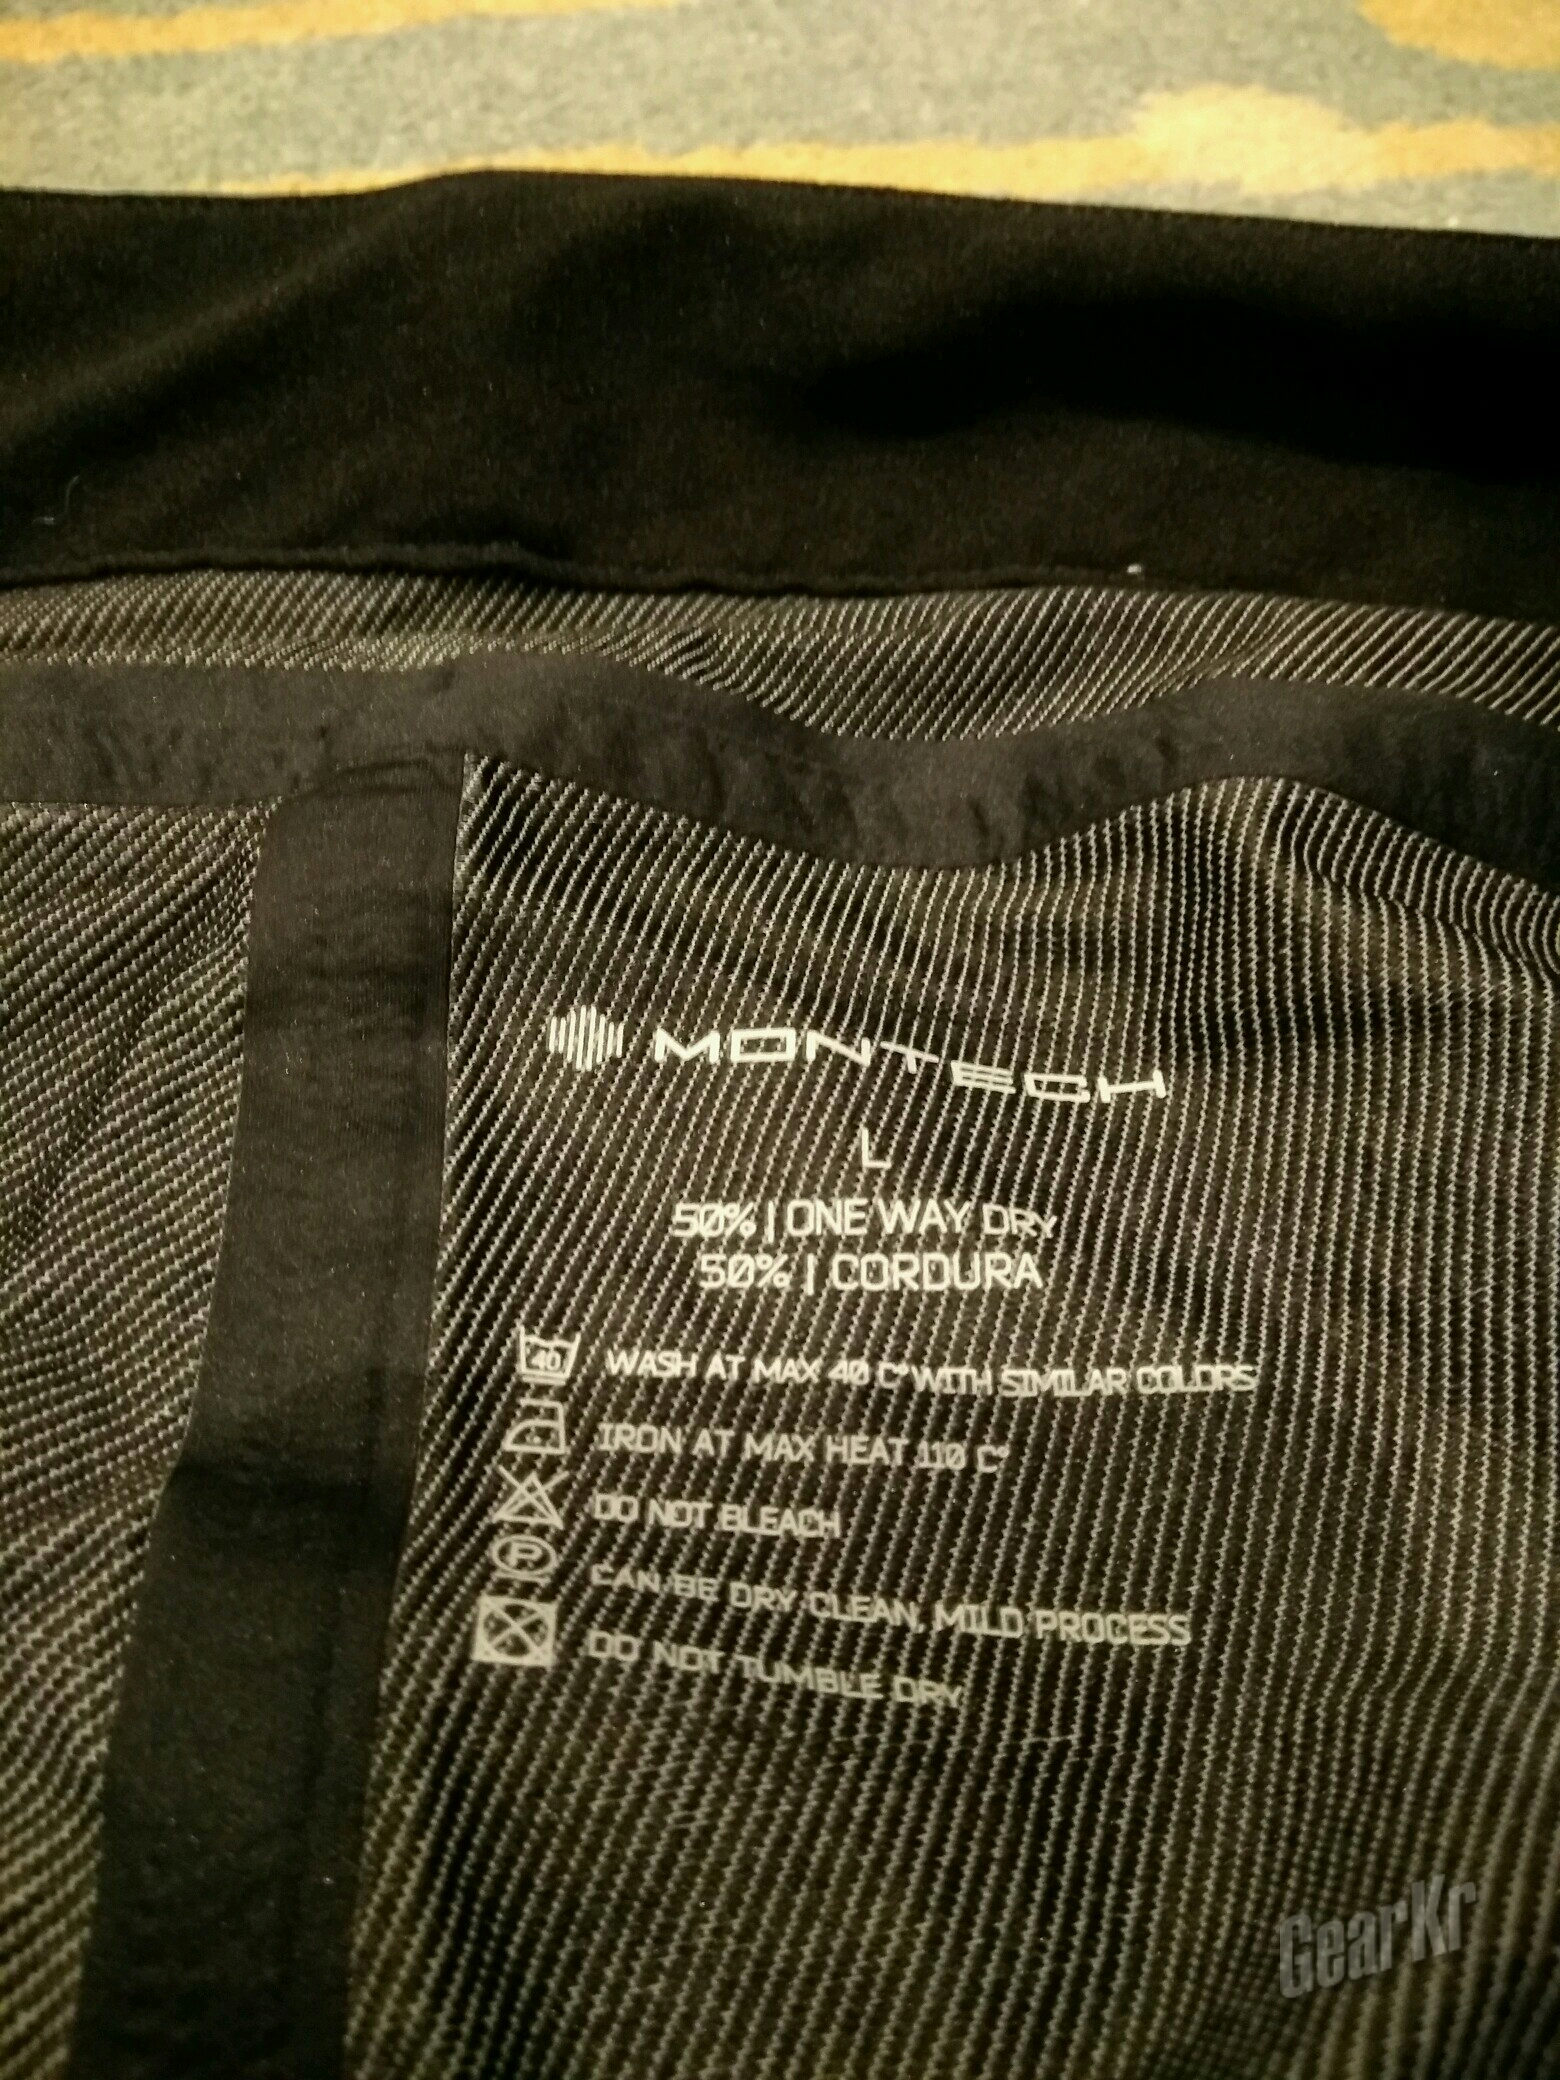 MONTECH
L
50% | ONE WAY DRY
50% | CORDURA
40 WASH AT MAX 40 C° WITH SIMILAR COLORS
IRON AT MAX HEAT 110 C°
DO NOT BLEACH
P CAN BE DRY CLEAN, MILD PROCESS
DO NOT TUMBLE DRY
GearKr